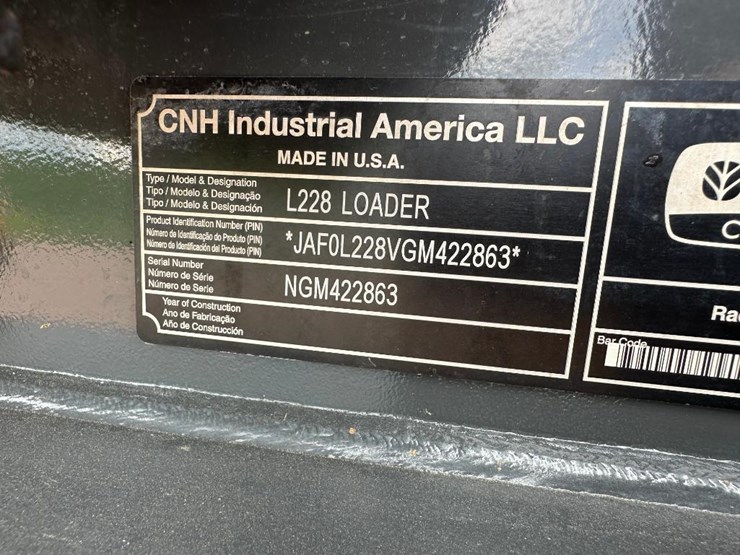 CNH Industrial America LLC
MADE IN U.S.A.
Type / Model & Designation
Tipo / Modelo & Designação
Tipo / Modelo & Designación
L228 LOADER
Product Identification Number (PIN)
Número de Identificação do Produto (PIN)
Número de Identificación del Producto (PIN)
*JAF0L228VGM422863*
Serial Number
Número de Série
Número de Serie
NGM422863
Year of Construction
Ano de Fabricação
Año de Construcción
Bar Code